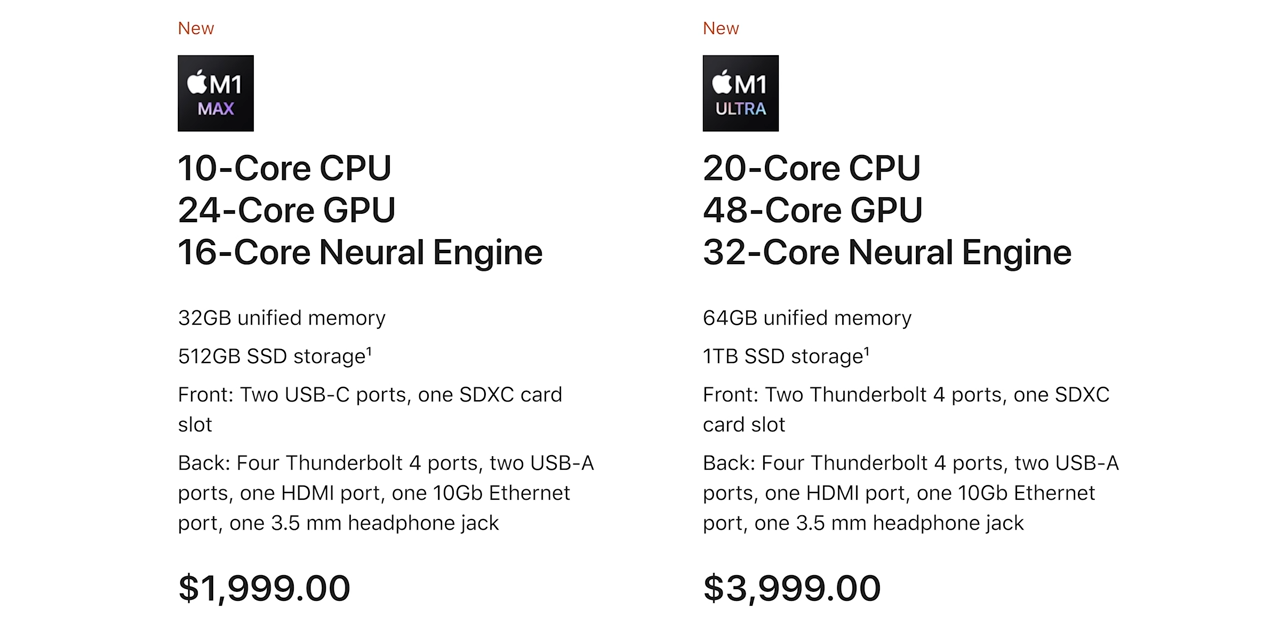 New
M1
MAX
10-Core CPU
24-Core GPU
16-Core Neural Engine
32GB unified memory
512GB SSD storage¹
Front: Two USB-C ports, one SDXC card
slot
Back: Four Thunderbolt 4 ports, two USB-A
ports, one HDMI port, one 10Gb Ethernet
port, one 3.5 mm headphone jack
$1,999.00
New
M1
ULTRA
20-Core CPU
48-Core GPU
32-Core Neural Engine
64GB unified memory
1TB SSD storage¹
Front: Two Thunderbolt 4 ports, one SDXC
card slot
Back: Four Thunderbolt 4 ports, two USB-A
ports, one HDMI port, one 10Gb Ethernet
port, one 3.5 mm headphone jack
$3,999.00